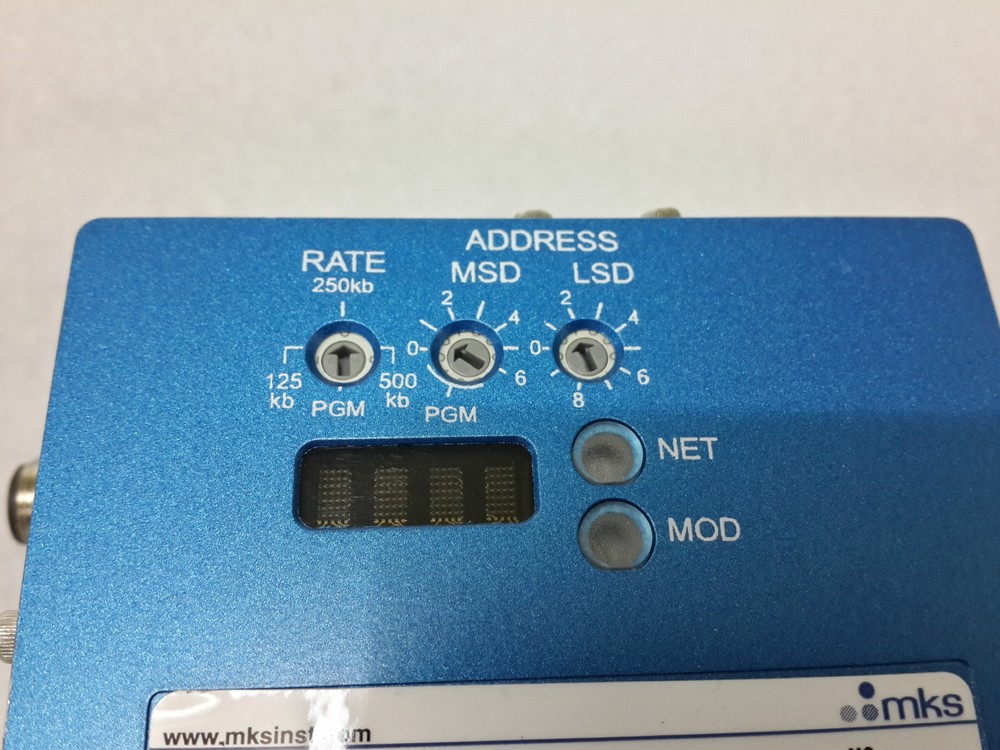 ADDRESS
RATE MSD LSD
250kb
2 4 2 4
0 0
125 kb 500 kb 6 6
PGM PGM 8
NET
MOD
mks